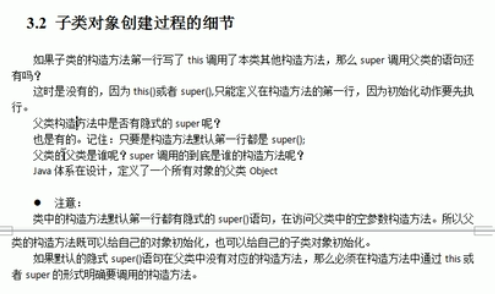 3.2 子类对象创建过程的细节
如果子类的构造方法第一行写了 this 调用了本类其他构造方法，那么 super 调用父类的语句还
有吗？
这时是没有的，因为 this()或者 super(),只能定义在构造方法的第一行，因为初始化动作要先执
行。
父类构造方法中是否有隐式的 super 呢？
也是有的。记住：只要是构造方法默认第一行都是 super();
父类的父类是谁呢？super 调用的到底是谁的构造方法呢？
Java 体系在设计，定义了一个所有对象的父类 Object
● 注意：
类中的构造方法默认第一行都有隐式的 super()语句，在访问父类中的空参数构造方法。所以父
类的构造方法既可以给自己的对象初始化，也可以给自己的子类对象初始化。
如果默认的隐式 super()语句在父类中没有对应的构造方法，那么必须在构造方法中通过 this 或
者 super 的形式明确要调用的构造方法。